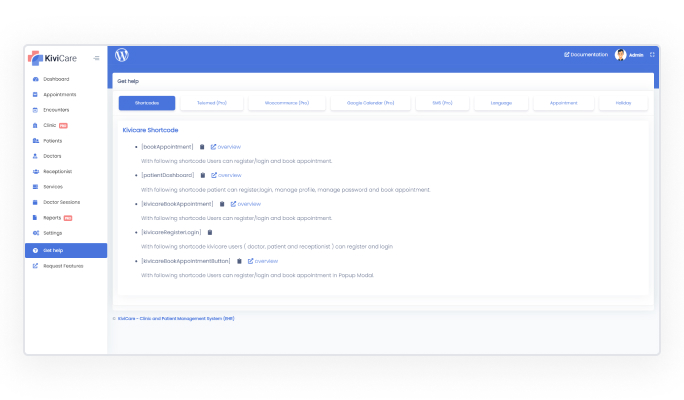 KiviCare
Documentation
Admin
Dashboard
Appointments
Encounters
Clinic PRO
Patients
Doctors
Receptionist
Services
Doctor Sessions
Reports PRO
Settings
Get help
Request Features
Get help
Shortcodes
Telemed (Pro)
Woocommerce (Pro)
Google Calendar (Pro)
SMS (Pro)
Language
Appointment
Holiday
Kivicare Shortcode
[bookAppointment] overview
With following shortcode Users can register/login and book appointment. .
[patientDashboard] overview
With following shortcode patient can register,login, manage profile, manage password and book appointment.
[kivicareBookAppointment] overview
With following shortcode Users can register/login and book appointment.
[kivicareRegisterLogin]
With following shortcode kivicare users ( doctor, patient and receptionist ) can register and login
[kivicareBookAppointmentButton] overview
With following shortcode Users can register/login and book appointment in Popup Modal.
© KiviCare - Clinic and Patient Management System (EHR)